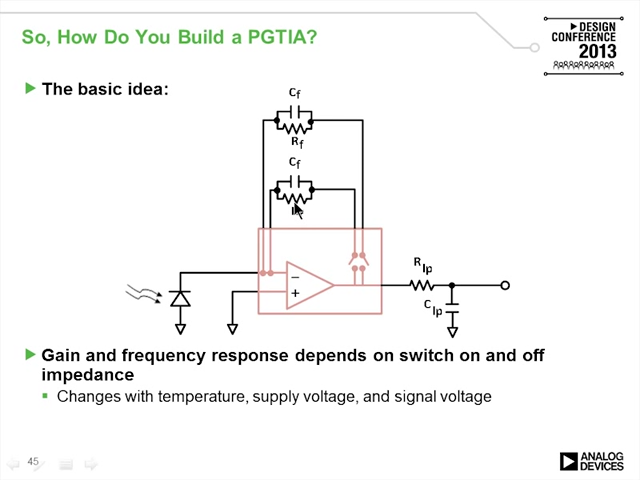 So, How Do You Build a PGTIA?
▶DESIGN
CONFERENCE
2013
The basic idea:
Cf
Rf
Cf
−
+
Rlp
Clp
Gain and frequency response depends on switch on and off
impedance
Changes with temperature, supply voltage, and signal voltage
45
ANALOG
DEVICES